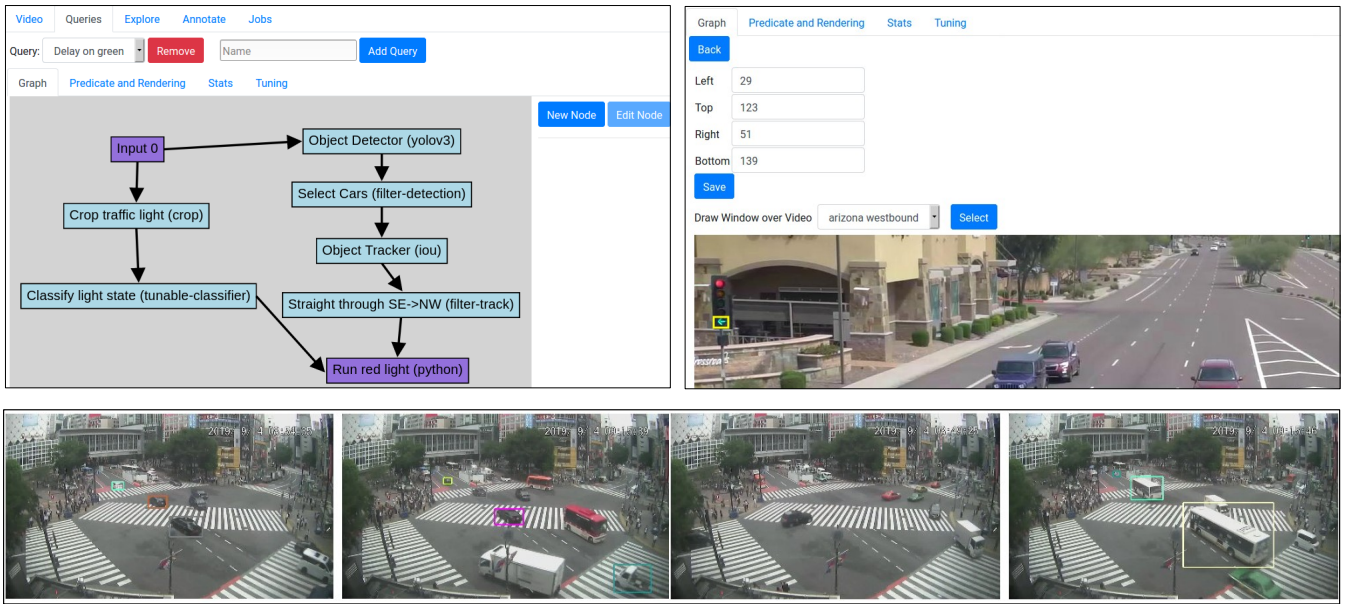 Video Queries Explore Annotate Jobs
Query: Delay on green Remove Name Add Query
Graph Predicate and Rendering Stats Tuning
New Node Edit Node
Input 0
Object Detector (yolov3)
Select Cars (filter-detection)
Crop traffic light (crop)
Object Tracker (iou)
Classify light state (tunable-classifier)
Straight through SE->NW (filter-track)
Run red light (python)
Graph Predicate and Rendering Stats Tuning
Back
Left 29
Top 123
Right 51
Bottom 139
Save
Draw Window over Video arizona westbound Select